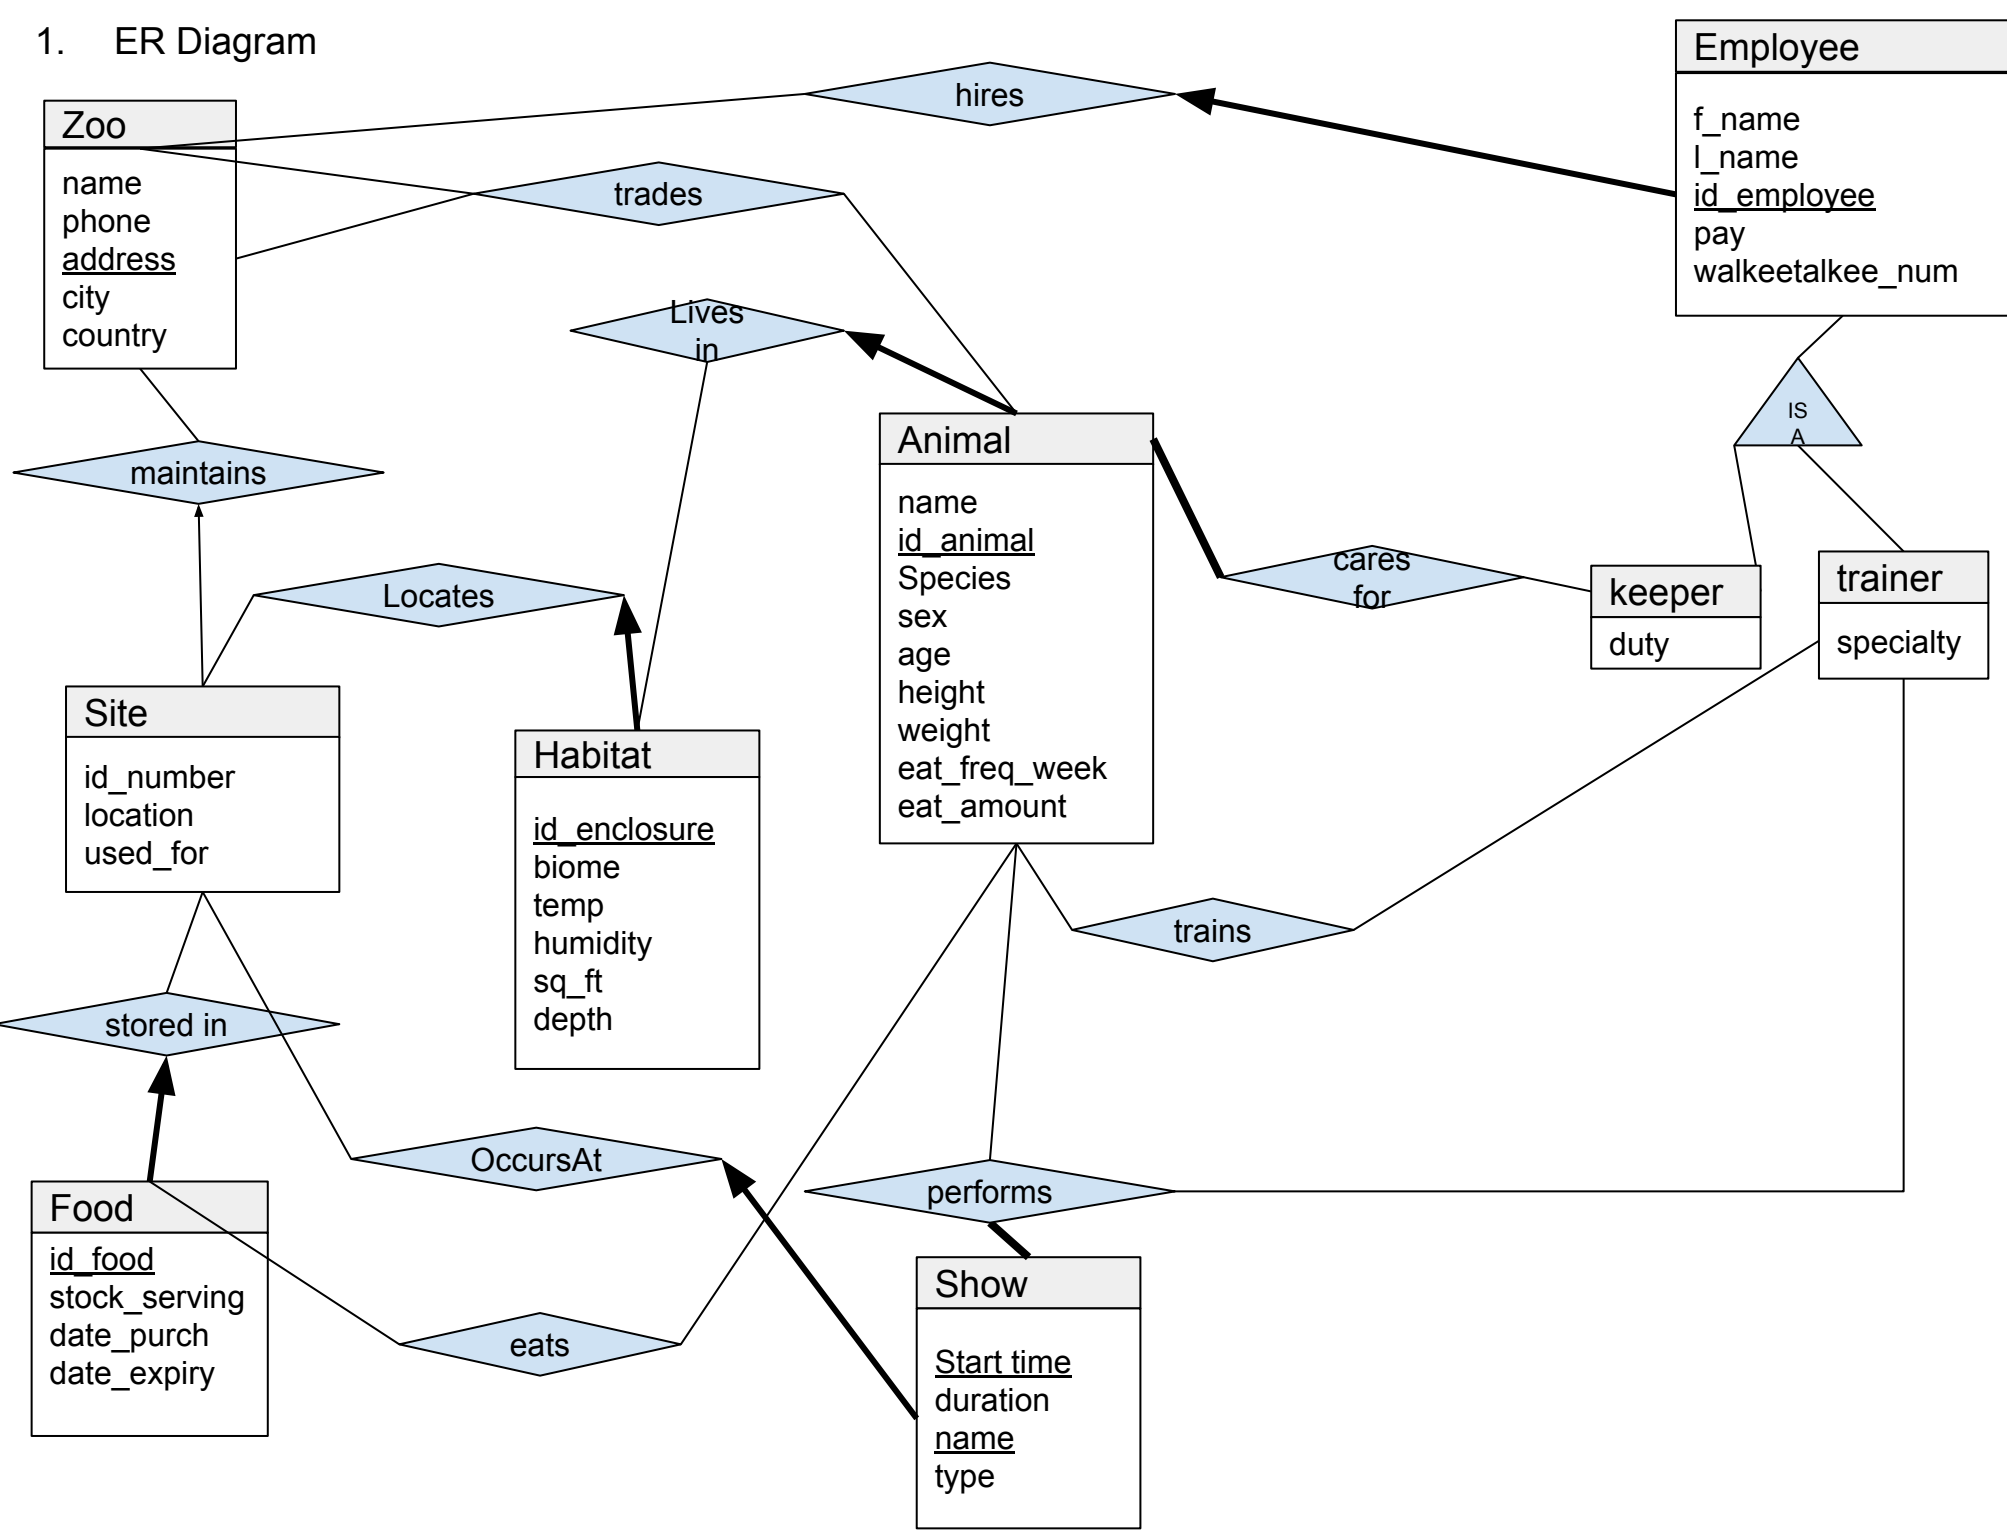 1. ER Diagram
Employee
f_name
l_name
id_employee
pay
walkeetalkee_num
hires
Zoo
name
phone
address
city
country
trades
Lives
in
IS
A
maintains
Animal
name
id_animal
Species
sex
age
height
weight
eat_freq_week
eat_amount
cares
for
keeper
duty
trainer
specialty
Locates
Site
id_number
location
used_for
Habitat
id_enclosure
biome
temp
humidity
sq_ft
depth
trains
stored in
OccursAt
performs
Food
id_food
stock_serving
date_purch
date_expiry
eats
Show
Start time
duration
name
type